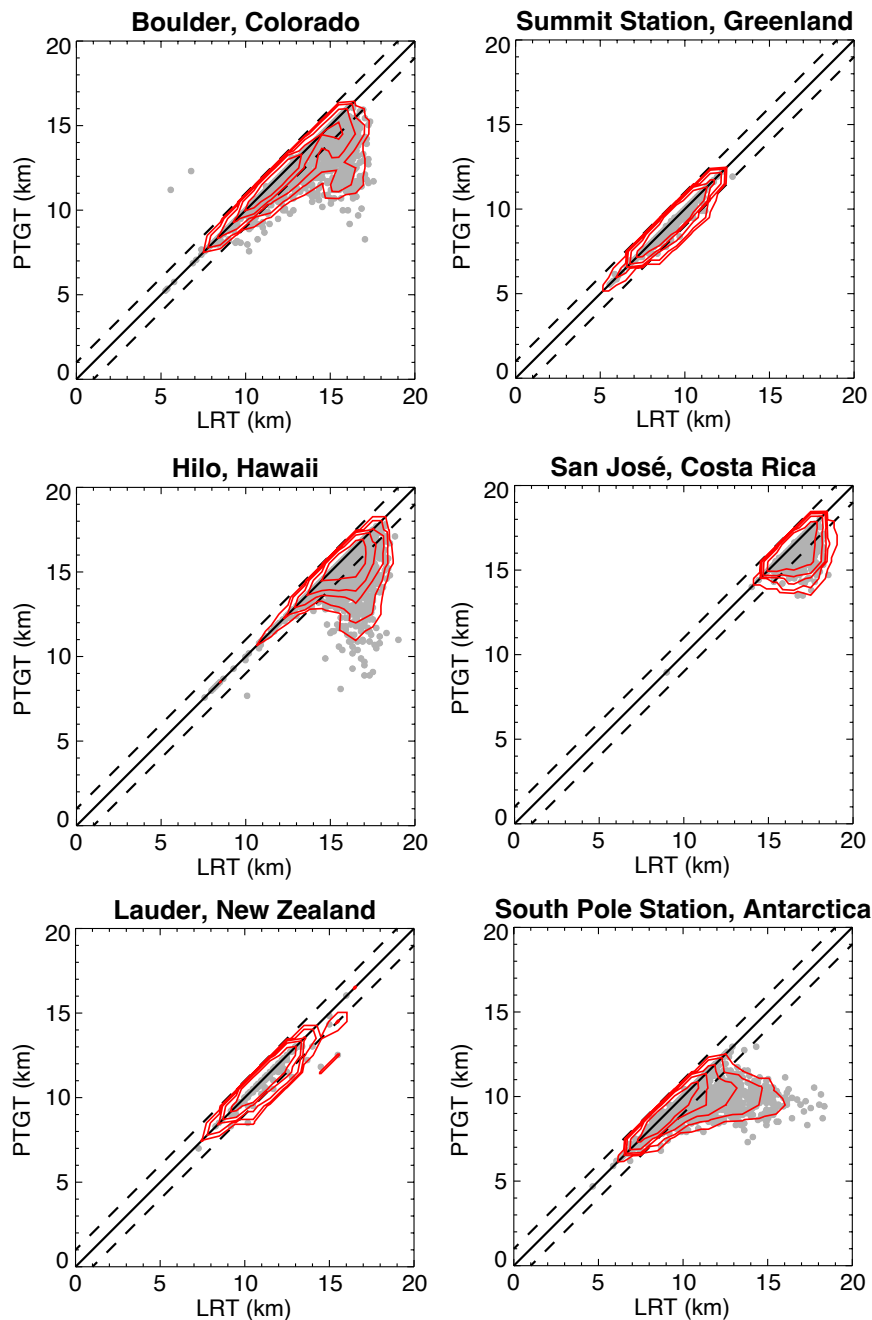 Boulder, Colorado
20
15
10
5
0
PTGT (km)
0 5 10 15 20
LRT (km)
Summit Station, Greenland
20
15
10
5
0
PTGT (km)
0 5 10 15 20
LRT (km)
Hilo, Hawaii
20
15
10
5
0
PTGT (km)
0 5 10 15 20
LRT (km)
San José, Costa Rica
20
15
10
5
0
PTGT (km)
0 5 10 15 20
LRT (km)
Lauder, New Zealand
20
15
10
5
0
PTGT (km)
0 5 10 15 20
LRT (km)
South Pole Station, Antarctica
20
15
10
5
0
PTGT (km)
0 5 10 15 20
LRT (km)